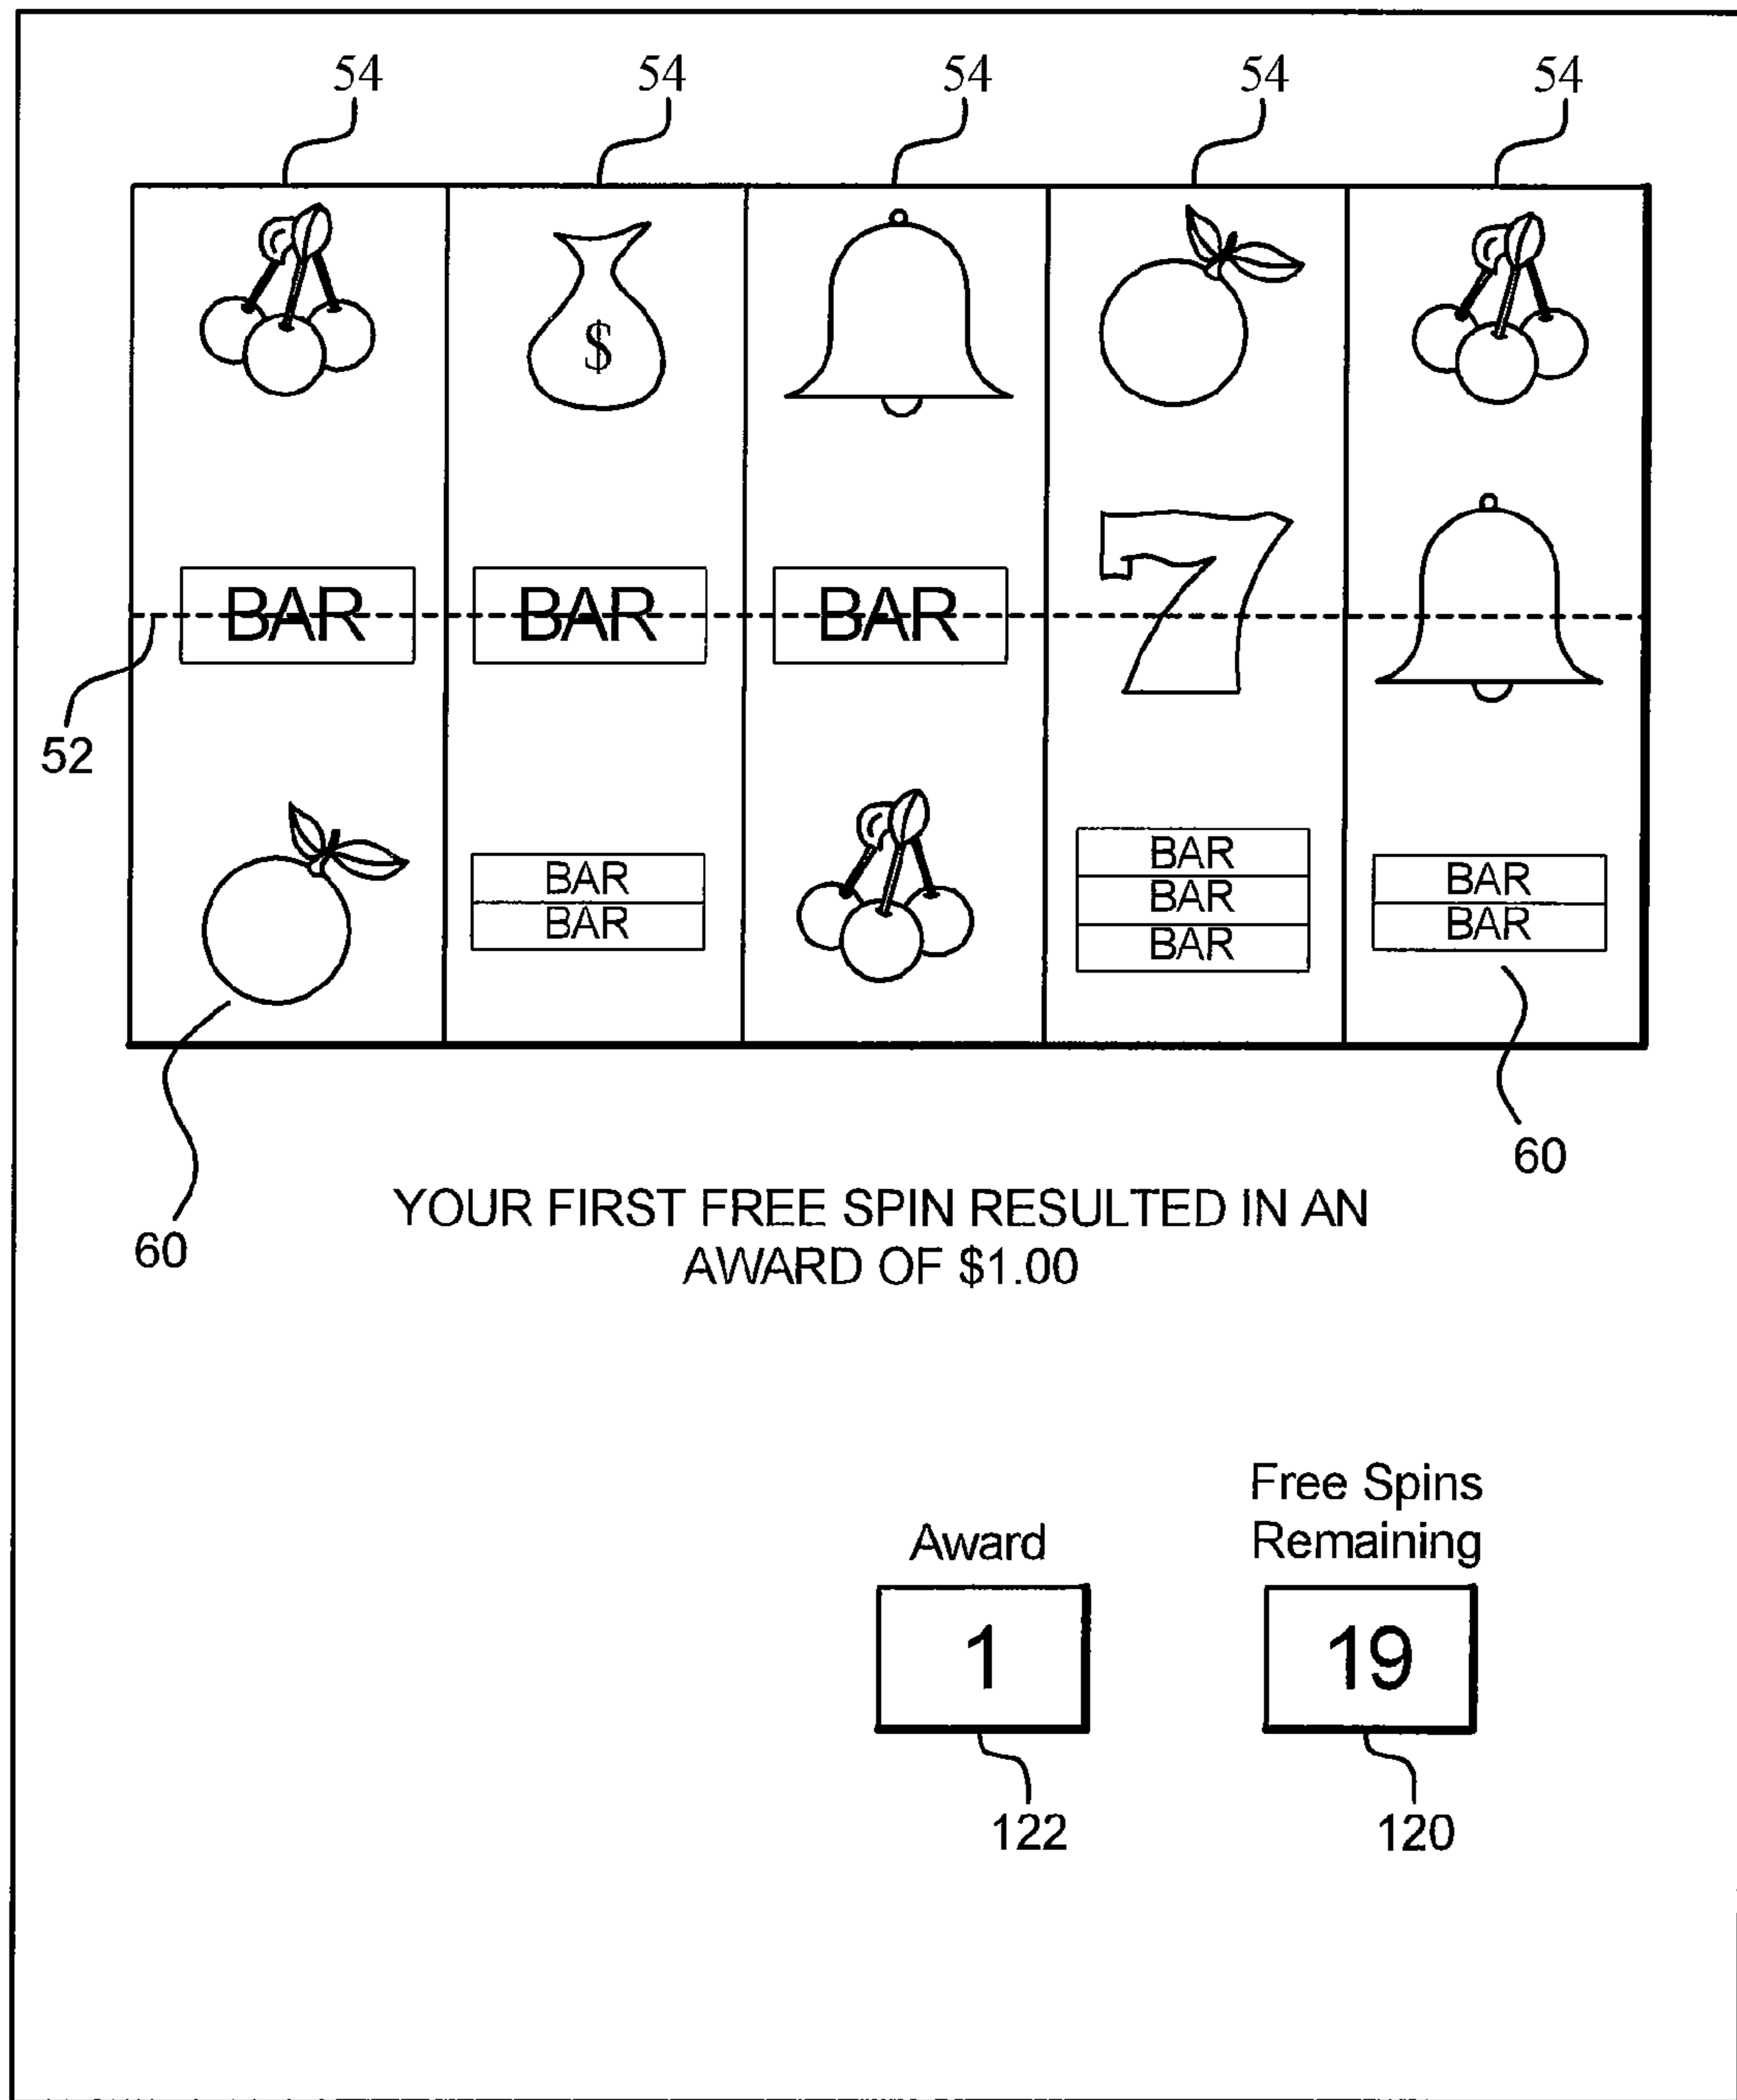 54 54 54 54 54
$
BAR BAR BAR 7
52
BAR BAR BAR
BAR BAR BAR
BAR
60
60
YOUR FIRST FREE SPIN RESULTED IN AN
AWARD OF $1.00
Free Spins
Award Remaining
1 19
122 120